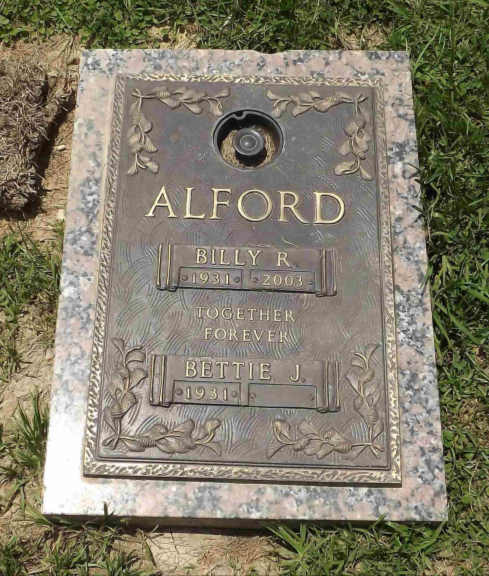 ALFORD
BILLY R.
1931 2003
TOGETHER
FOREVER
BETTIE J.
1931